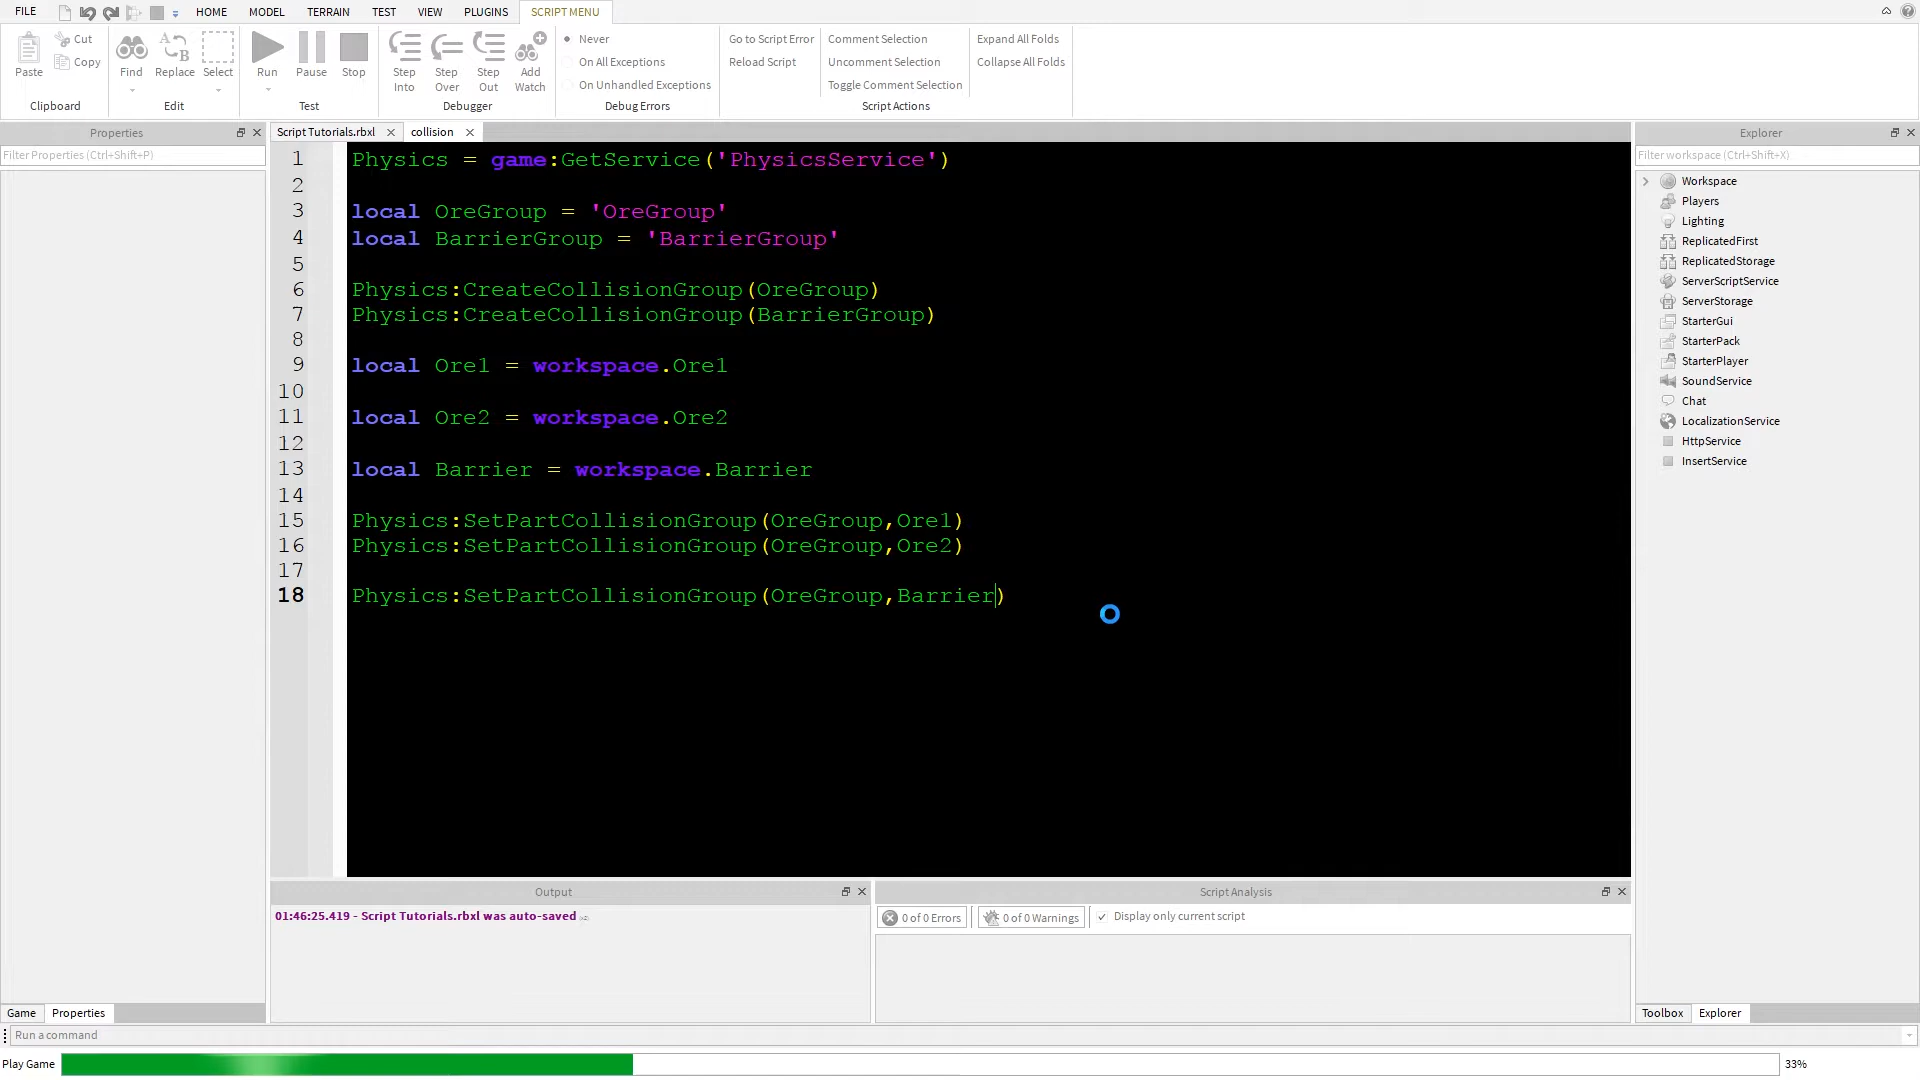 FILE HOME MODEL TERRAIN TEST VIEW PLUGINS SCRIPT MENU
Paste Cut Copy Find Replace Select Run Pause Stop Step Into Step Over Step Out Add Watch
Never
On All Exceptions
On Unhandled Exceptions
Go to Script Error
Reload Script
Comment Selection
Uncomment Selection
Toggle Comment Selection
Expand All Folds
Collapse All Folds
Clipboard Edit Test Debugger Debug Errors Script Actions
Properties
Filter Properties (Ctrl+Shift+P)
Script Tutorials.rbxl collision
1 Physics = game:GetService('PhysicsService')
2
3 local OreGroup = 'OreGroup'
4 local BarrierGroup = 'BarrierGroup'
5
6 Physics:CreateCollisionGroup(OreGroup)
7 Physics:CreateCollisionGroup(BarrierGroup)
8
9 local Ore1 = workspace.Ore1
10
11 local Ore2 = workspace.Ore2
12
13 local Barrier = workspace.Barrier
14
15 Physics:SetPartCollisionGroup(OreGroup,Ore1)
16 Physics:SetPartCollisionGroup(OreGroup,Ore2)
17
18 Physics:SetPartCollisionGroup(OreGroup,Barrier)
Explorer
Filter workspace (Ctrl+Shift+X)
Workspace
Players
Lighting
ReplicatedFirst
ReplicatedStorage
ServerScriptService
ServerStorage
StarterGui
StarterPack
StarterPlayer
SoundService
Chat
LocalizationService
HttpService
InsertService
Output
01:46:25.419 - Script Tutorials.rbxl was auto-saved
Script Analysis
0 of 0 Errors 0 of 0 Warnings Display only current script
Game Properties
Toolbox Explorer
Run a command
Play Game 33%